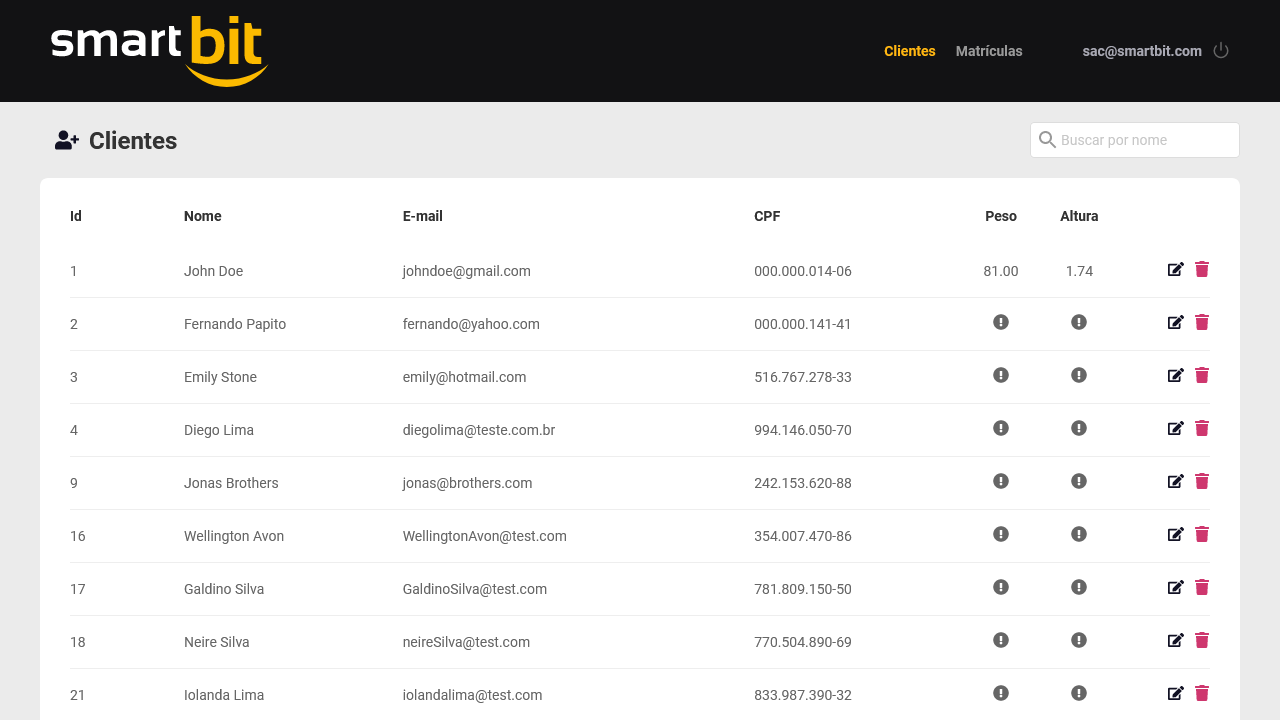 smartbit
Clientes Matrículas sac@smartbit.com
Clientes
Buscar por nome
Id Nome E-mail CPF Peso Altura
1 John Doe johndoe@gmail.com 000.000.014-06 81.00 1.74
2 Fernando Papito fernando@yahoo.com 000.000.141-41
3 Emily Stone emily@hotmail.com 516.767.278-33
4 Diego Lima diegolima@teste.com.br 994.146.050-70
9 Jonas Brothers jonas@brothers.com 242.153.620-88
16 Wellington Avon WellingtonAvon@test.com 354.007.470-86
17 Galdino Silva GaldinoSilva@test.com 781.809.150-50
18 Neire Silva neireSilva@test.com 770.504.890-69
21 Iolanda Lima iolandalima@test.com 833.987.390-32